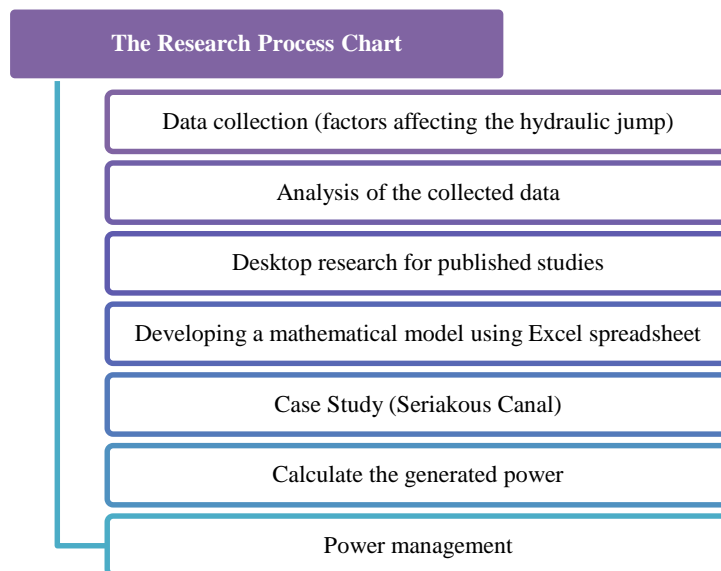 The Research Process Chart
Data collection (factors affecting the hydraulic jump)
Analysis of the collected data
Desktop research for published studies
Developing a mathematical model using Excel spreadsheet
Case Study (Seriakous Canal)
Calculate the generated power
Power management